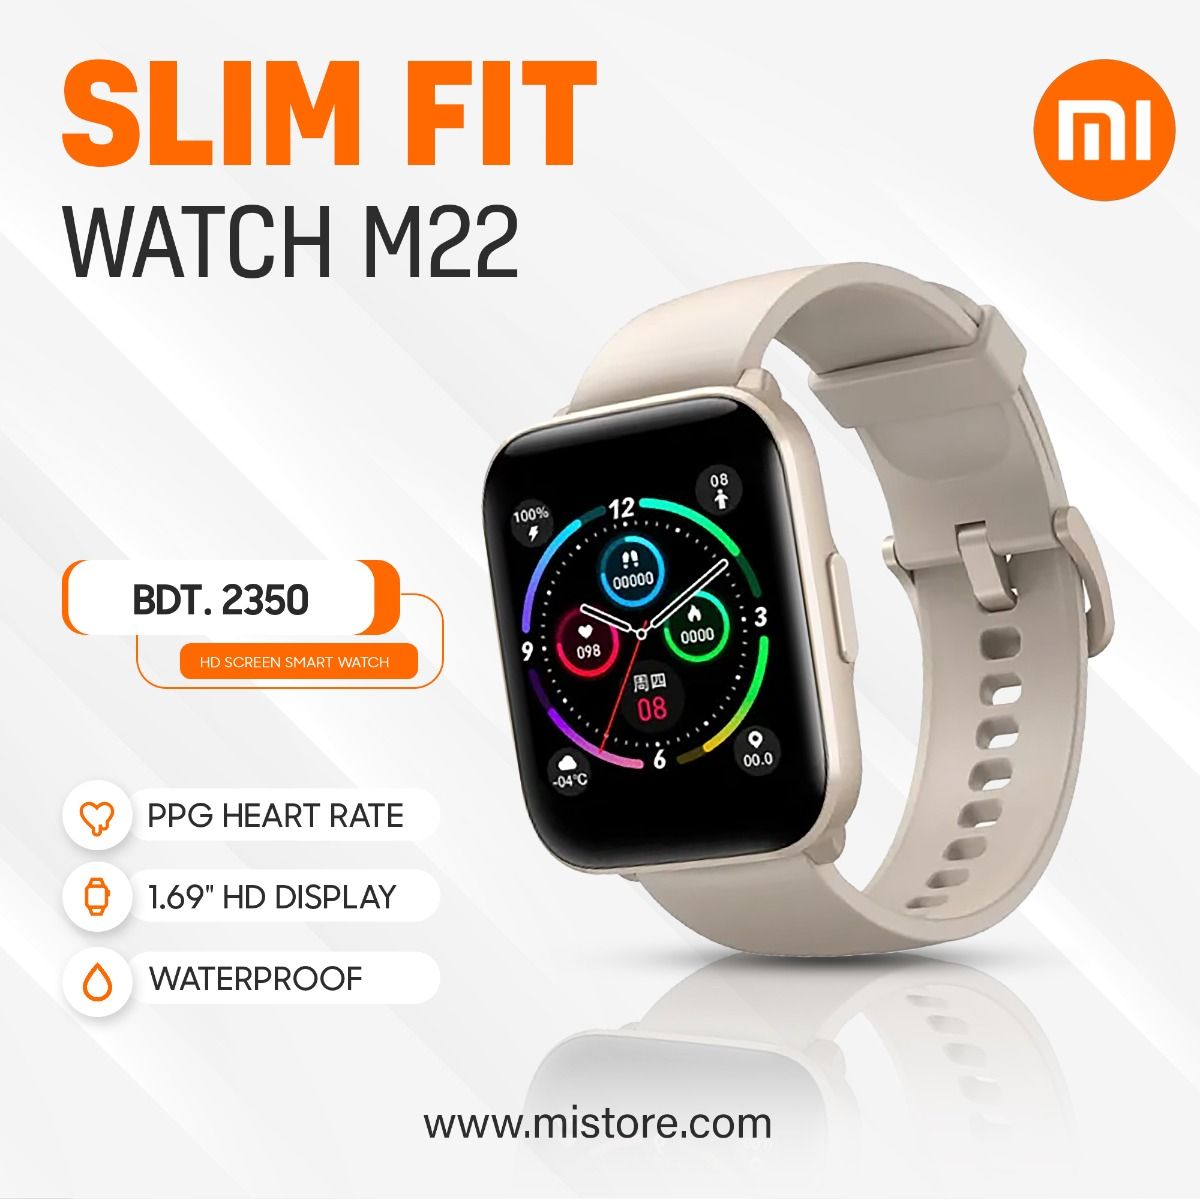 SLIM FIT
WATCH M22
mi
BDT. 2350
HD SCREEN SMART WATCH
PPG HEART RATE
1.69" HD DISPLAY
WATERPROOF
100%
12
08
00000
3
098
0000
9
周四
08
6
-04°C
00.0
www.mistore.com